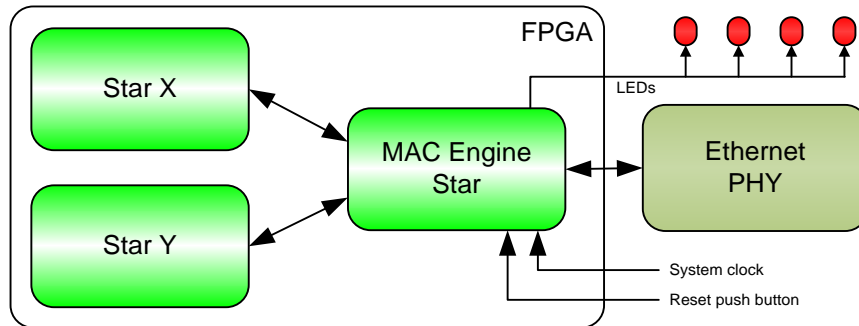 FPGA
Star X
LEDs
MAC Engine
Star
Ethernet
PHY
Star Y
System clock
Reset push button